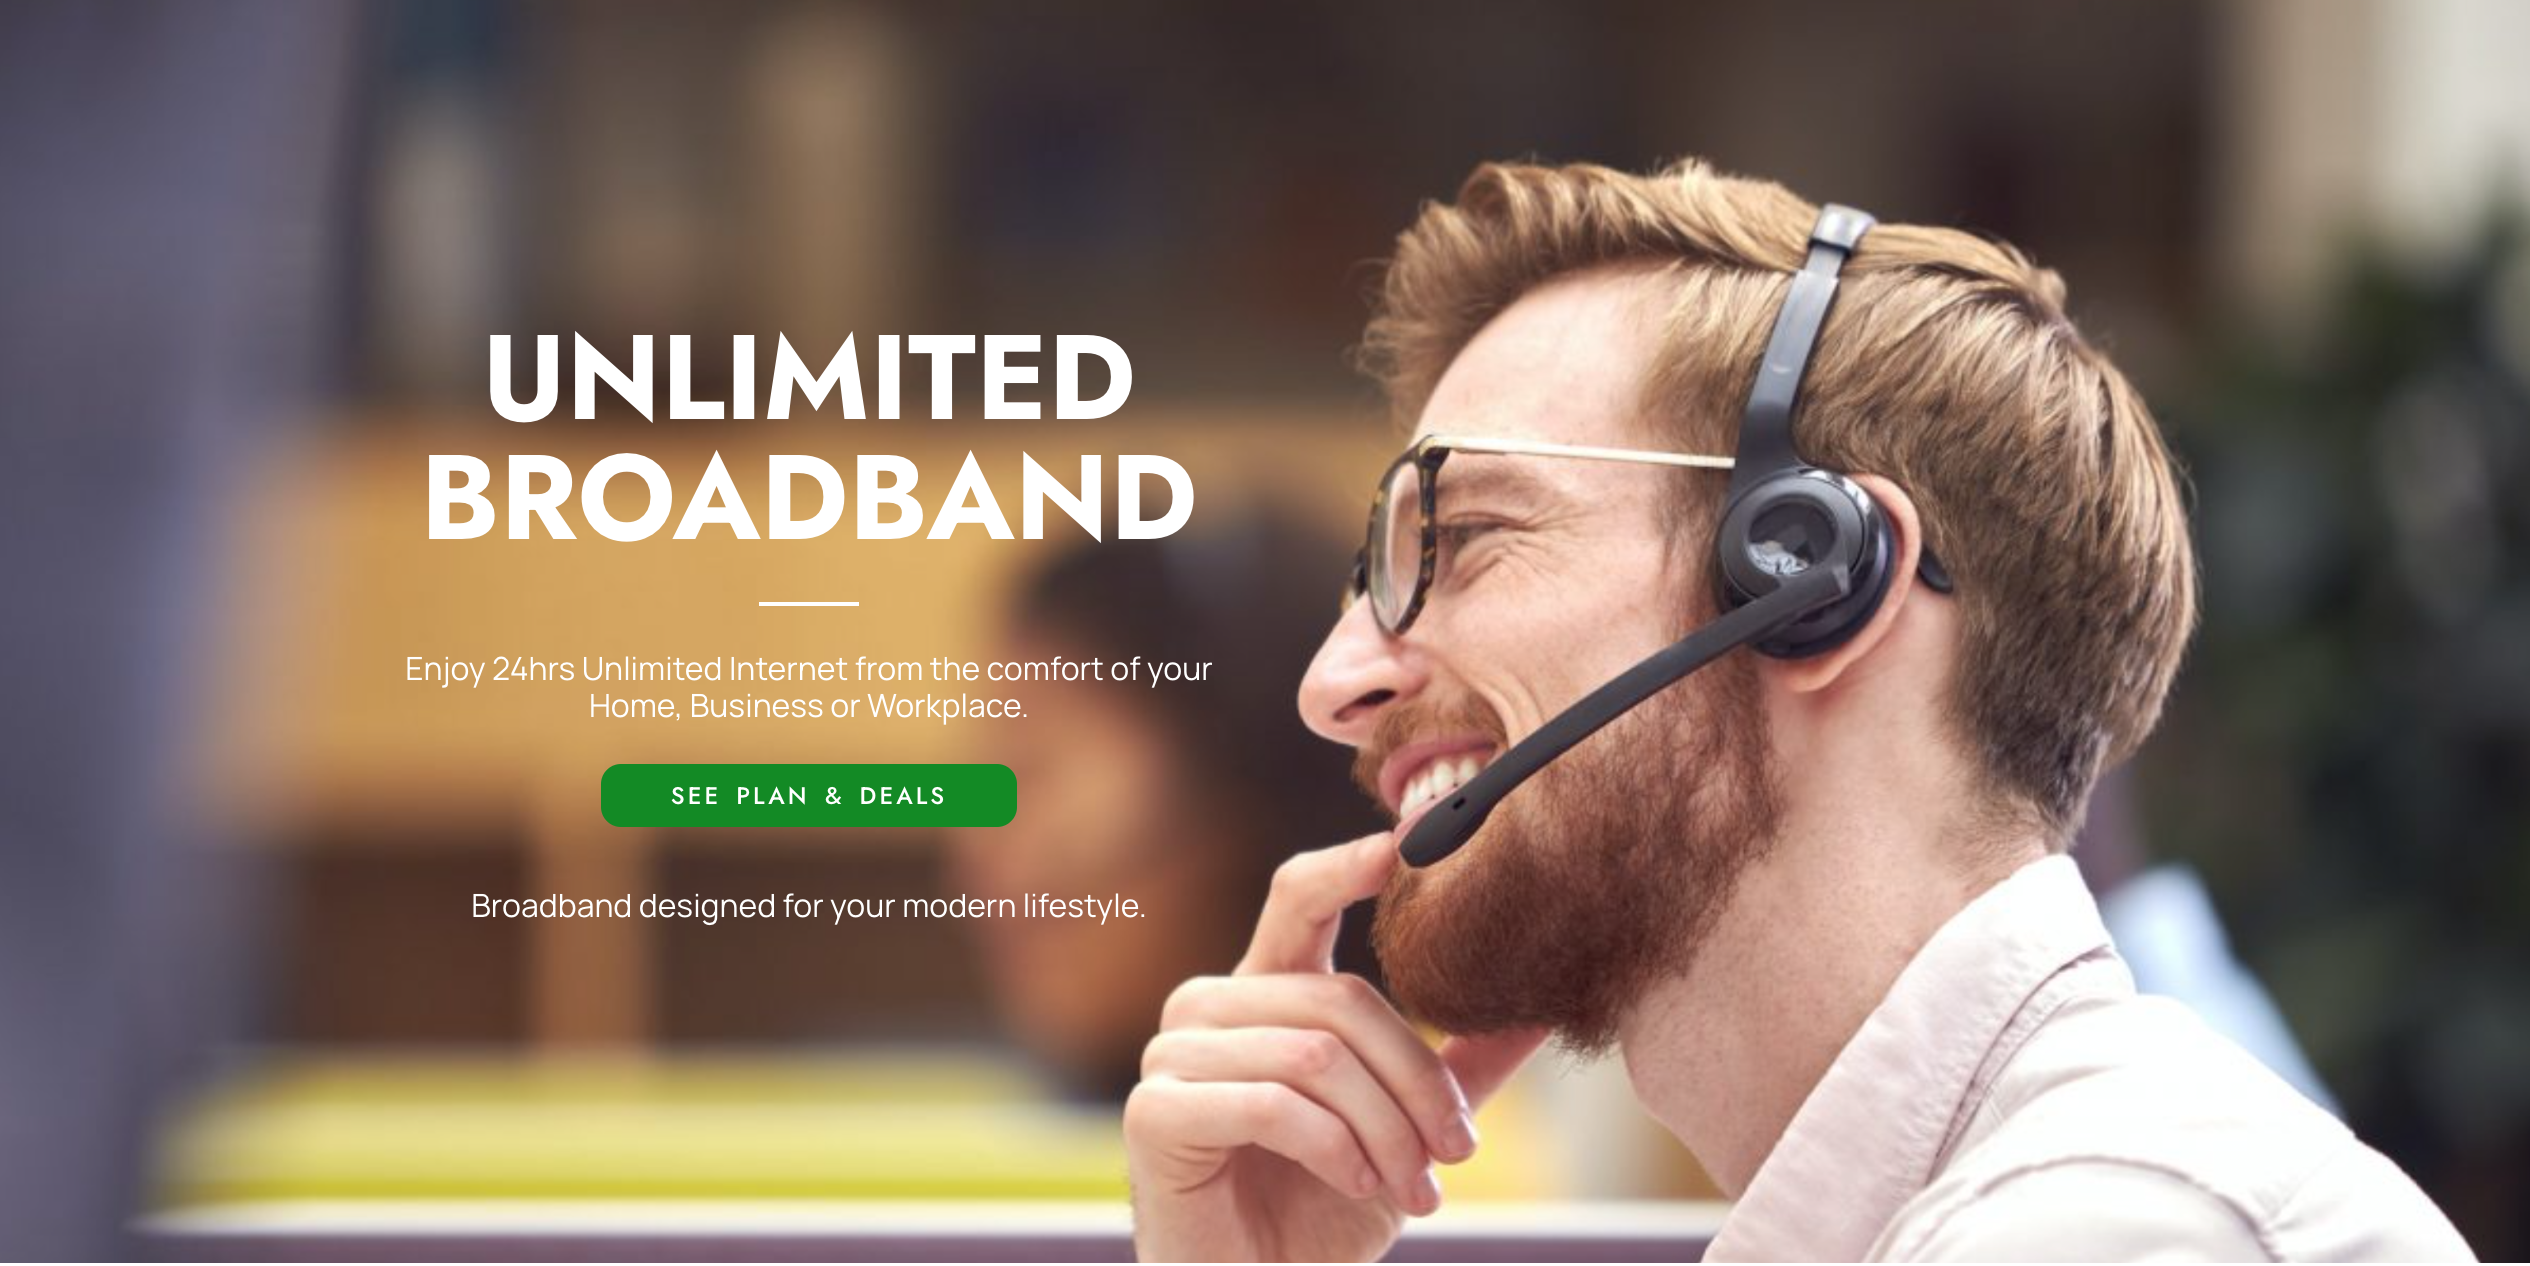 UNLIMITED
BROADBAND
Enjoy 24hrs Unlimited Internet from the comfort of your
Home, Business or Workplace.
SEE PLAN & DEALS
Broadband designed for your modern lifestyle.